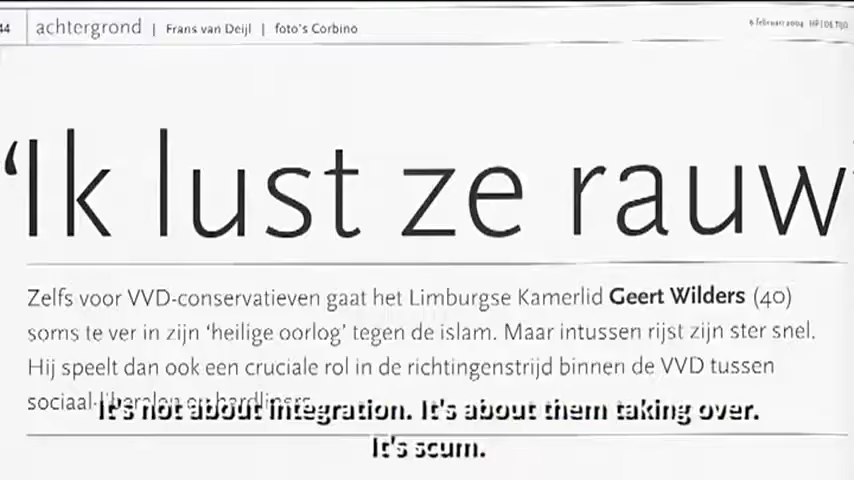 44 achtergrond | Frans van Deijl | foto's Corbino
6 februari 2004 HP|DE TIJD
'Ik lust ze rauw'
Zelfs voor VVD-conservatieven gaat het Limburgse Kamerlid Geert Wilders (40)
soms te ver in zijn 'heilige oorlog' tegen de islam. Maar intussen rijst zijn ster snel.
Hij speelt dan ook een cruciale rol in de richtingenstrijd binnen de VVD tussen
sociaal-liberalen en hardliners.
It's not about integration. It's about them taking over.
It's scum.